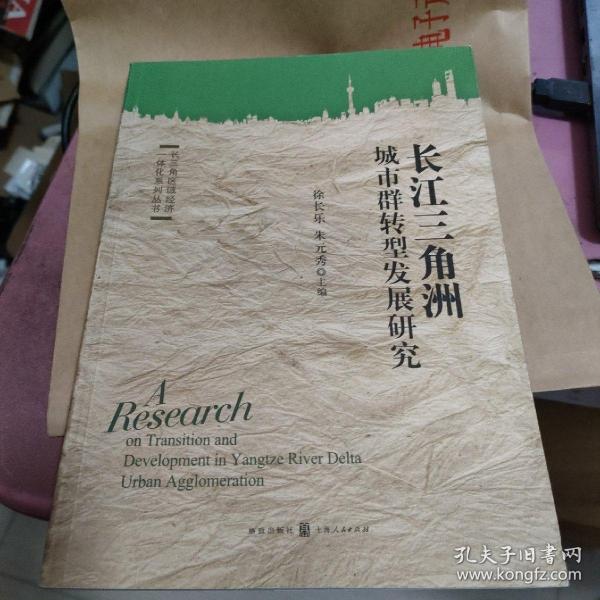 电子
长江三角洲
城市群转型发展研究
徐长乐 朱元秀◎主编
长三角区域经济
一体化系列丛书
A
Research
on Transition and
Development in Yangtze River Delta
Urban Agglomeration
格致出版社 上海人民出版社
孔夫子旧书网
www.kongfz.com